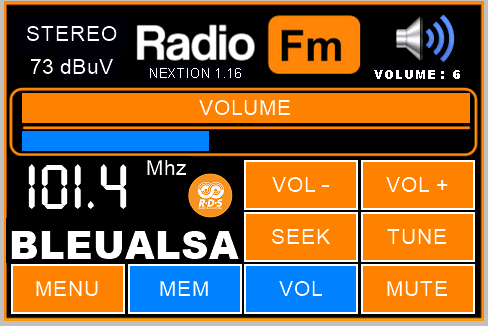 STEREO
73 dBuV
Radio Fm
NEXTION 1.16
VOLUME: 6
VOLUME
101.4 Mhz
R·D·S
BLEUALSA
VOL - VOL +
SEEK TUNE
MENU MEM VOL MUTE